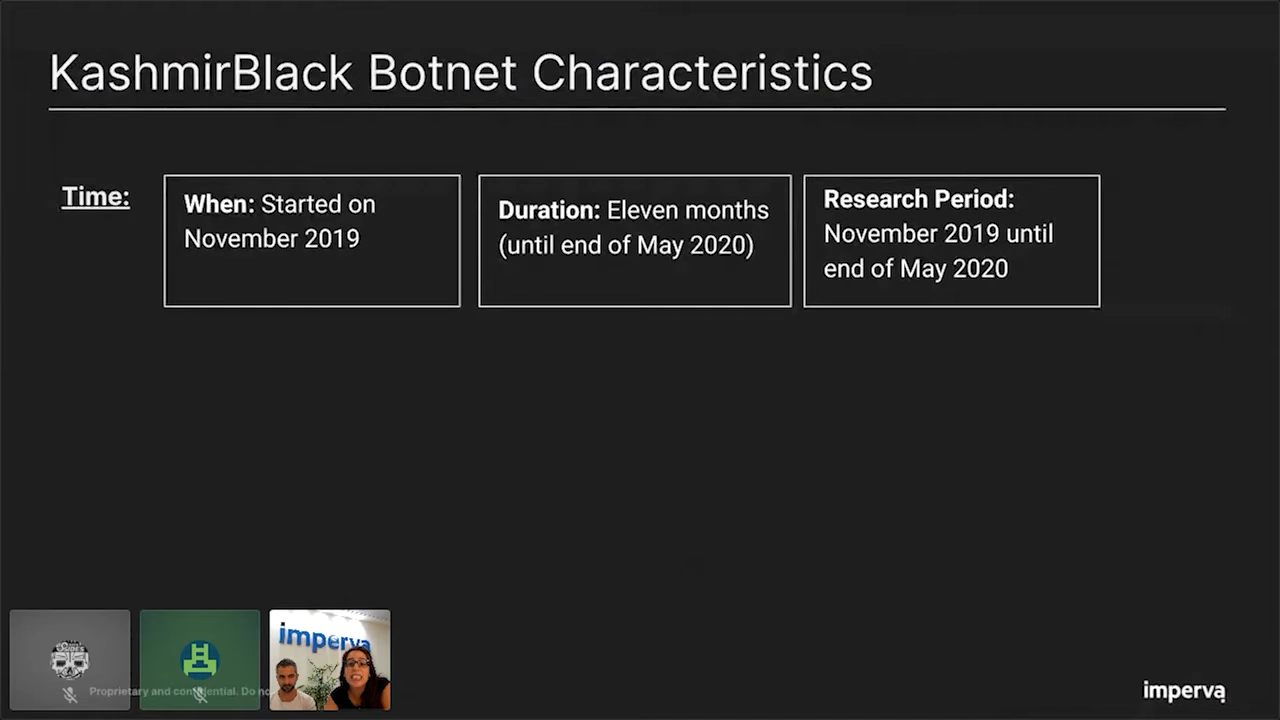 KashmirBlack Botnet Characteristics
Time:
When: Started on
November 2019
Duration: Eleven months
(until end of May 2020)
Research Period:
November 2019 until
end of May 2020
imperva
Proprietary and confidential. Do no
imperva